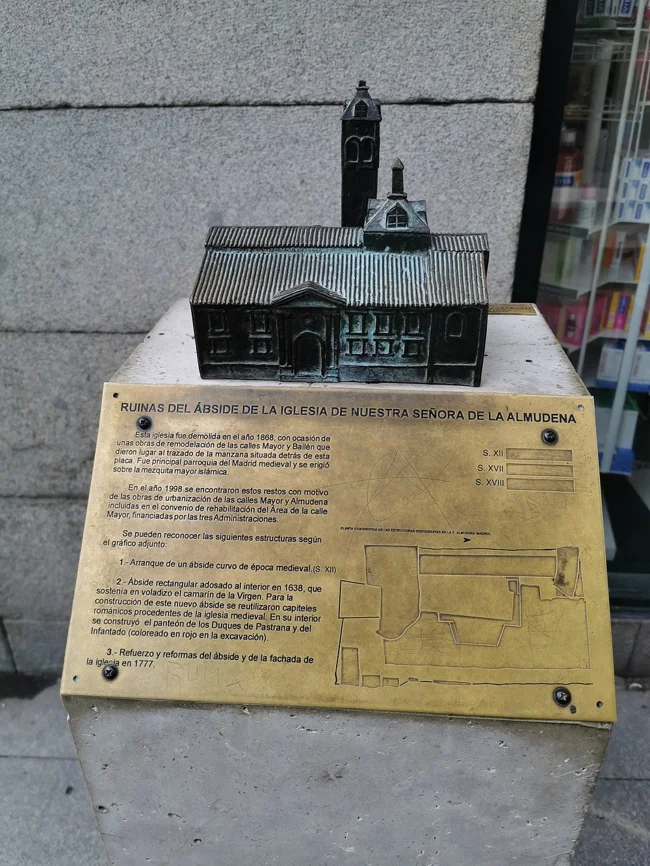 RUINAS DEL ÁBSIDE DE LA IGLESIA DE NUESTRA SEÑORA DE LA ALMUDENA
Esta iglesia fue demolida en el año 1868, con ocasión de
unas obras de remodelación de las calles Mayor y Bailén que
dieron lugar al trazado de la manzana situada detrás de esta
placa. Fue principal parroquia del Madrid medieval y se erigió
sobre la mezquita mayor islámica.
En el año 1998 se encontraron estos restos con motivo
de las obras de urbanización de las calles Mayor y Almudena
incluidas en el convenio de rehabilitación del Área de la calle
Mayor, financiadas por las tres Administraciones.
Se pueden reconocer las siguientes estructuras según
el gráfico adjunto:
1.- Arranque de un ábside curvo de época medieval.(S. XII)
2.- Ábside rectangular adosado al interior en 1638, que
sostenía en voladizo el camarín de la Virgen. Para la
construcción de este nuevo ábside se reutilizaron capiteles
románicos procedentes de la iglesia medieval. En su interior
se construyó el panteón de los Duques de Pastrana y del
Infantado (coloreado en rojo en la excavación).
3.- Refuerzo y reformas del ábside y de la fachada de
la iglesia en 1777.
S. XII
S. XVII
S. XVIII